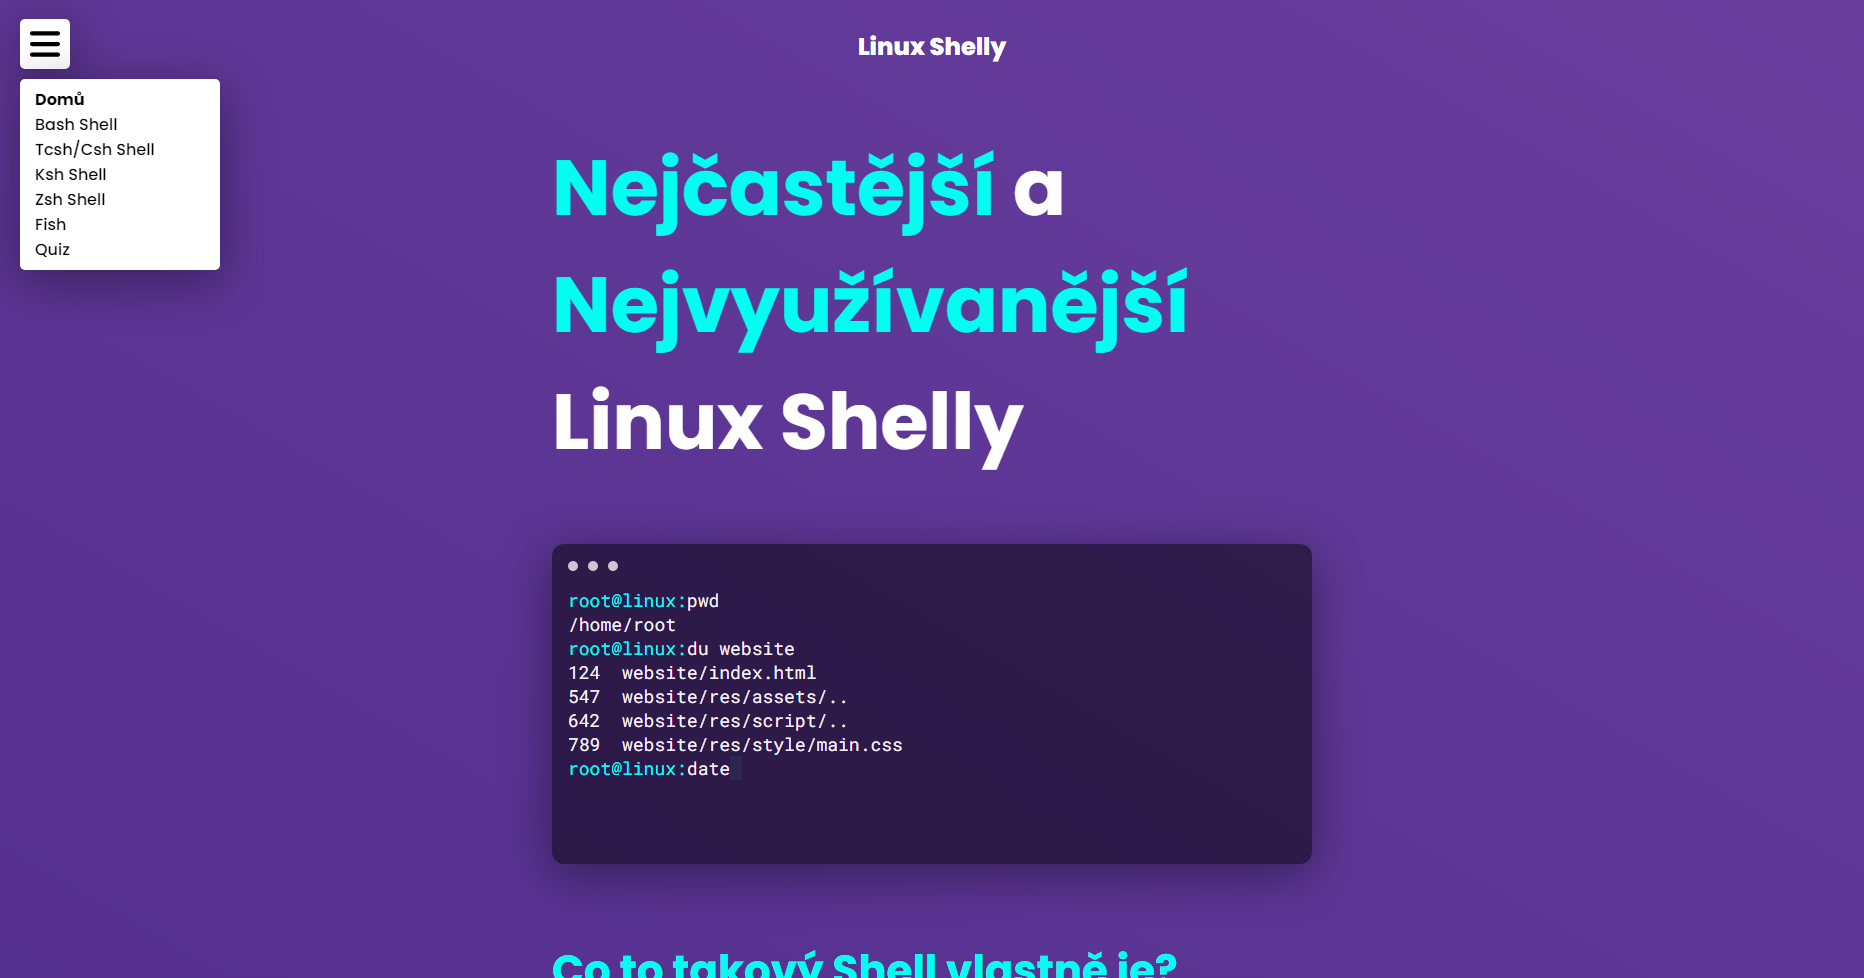 Linux Shelly
Domů
Bash Shell
Tcsh/Csh Shell
Ksh Shell
Zsh Shell
Fish
Quiz
Nejčastější a
Nejvyužívanější
Linux Shelly
root@linux:pwd
/home/root
root@linux:du website
124  website/index.html
547  website/res/assets/..
642  website/res/script/..
789  website/res/style/main.css
root@linux:date
Co to takový Shell vlastně je?